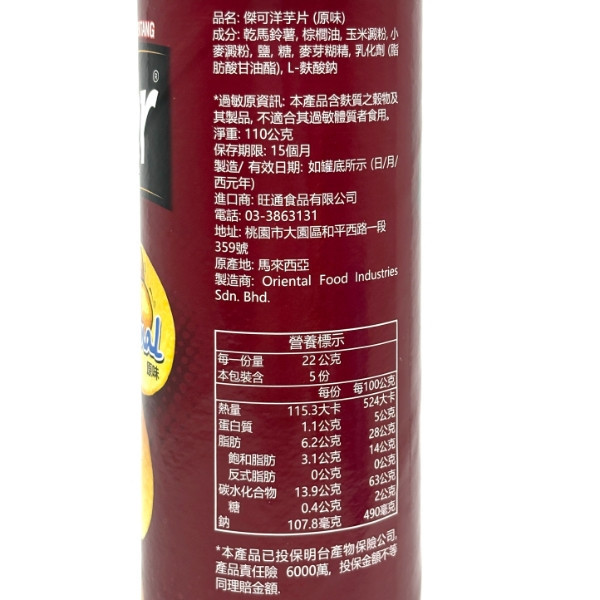 NTANG
r
nal
原味
品名: 傑可洋芋片 (原味)
成分: 乾馬鈴薯, 棕櫚油, 玉米澱粉, 小
麥澱粉, 鹽, 糖, 麥芽糊精, 乳化劑 (脂
肪酸甘油酯), L-麩酸鈉
*過敏原資訊: 本產品含麩質之穀物及
其製品, 不適合其過敏體質者食用。
淨重: 110公克
保存期限: 15個月
製造/ 有效日期: 如罐底所示 (日/月/
西元年)
進口商: 旺通食品有限公司
電話: 03-3863131
地址: 桃園市大園區和平西路一段
359號
原產地: 馬來西亞
製造商: Oriental Food Industries
Sdn. Bhd.
營養標示
每一份量 22 公克
本包裝含 5 份
每份 每100公克
熱量 115.3大卡 524大卡
蛋白質 1.1公克 5公克
脂肪 6.2公克 28公克
飽和脂肪 3.1公克 14公克
反式脂肪 0公克 0公克
碳水化合物 13.9公克 63公克
糖 0.4公克 2公克
鈉 107.8毫克 490毫克
*本產品已投保明台產物保險公司,
產品責任險 6000萬, 投保金額不等
同理賠金額.